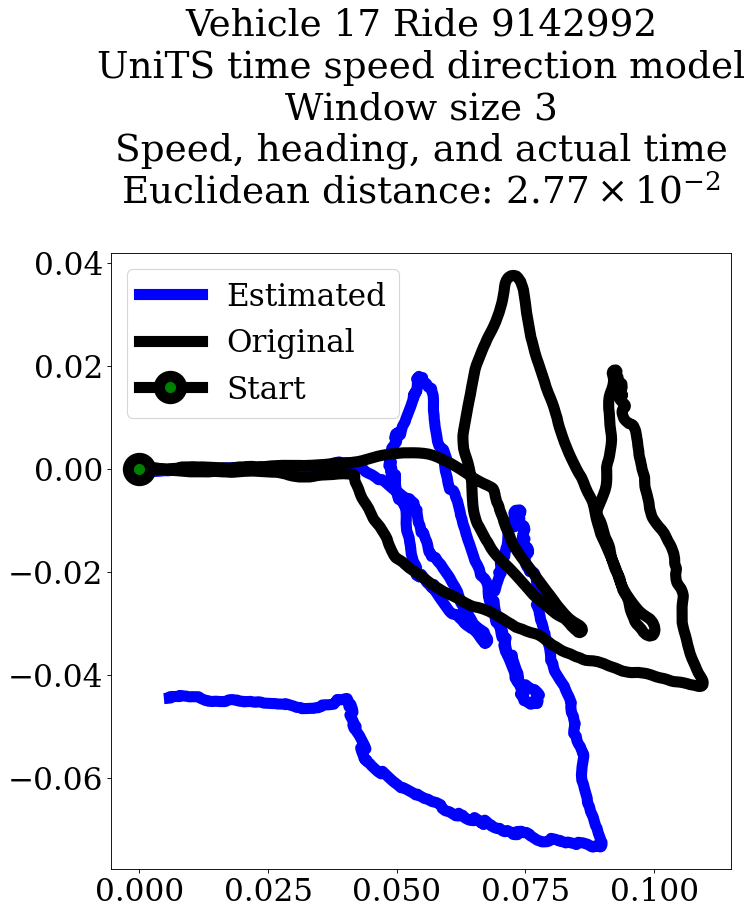 Vehicle 17 Ride 9142992
UniTS time speed direction model
Window size 3
Speed, heading, and actual time
Euclidean distance: $2.77 \times 10^{-2}$
0.04
0.02
0.00
−0.02
−0.04
−0.06
Estimated
Original
Start
0.000 0.025 0.050 0.075 0.100